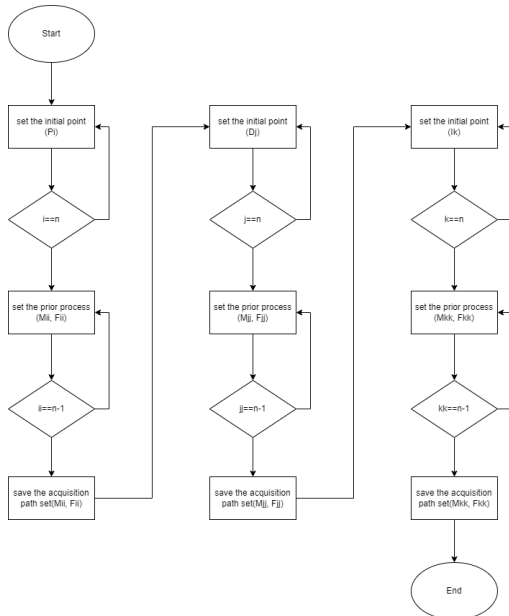 Start
set the initial point
(Pi)
i==n
set the prior process
(Mii, Fii)
ii==n-1
save the acquisition
path set(Mii, Fii)
set the initial point
(Dj)
j==n
set the prior process
(Mjj, Fjj)
jj==n-1
save the acquisition
path set(Mjj, Fjj)
set the initial point
(Ik)
k==n
set the prior process
(Mkk, Fkk)
kk==n-1
save the acquisition
path set(Mkk, Fkk)
End